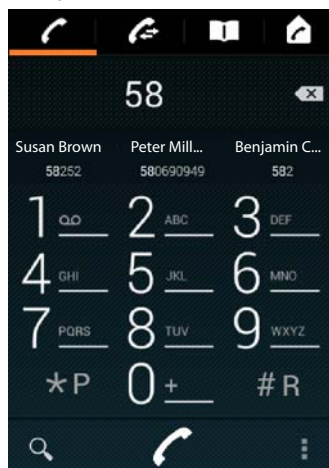 58
Susan Brown Peter Mill... Benjamin C...
58252 580690949 582
1 2 ABC 3 DEF
4 GHI 5 JKL 6 MNO
7 PQRS 8 TUV 9 WXYZ
*P 0 + #R